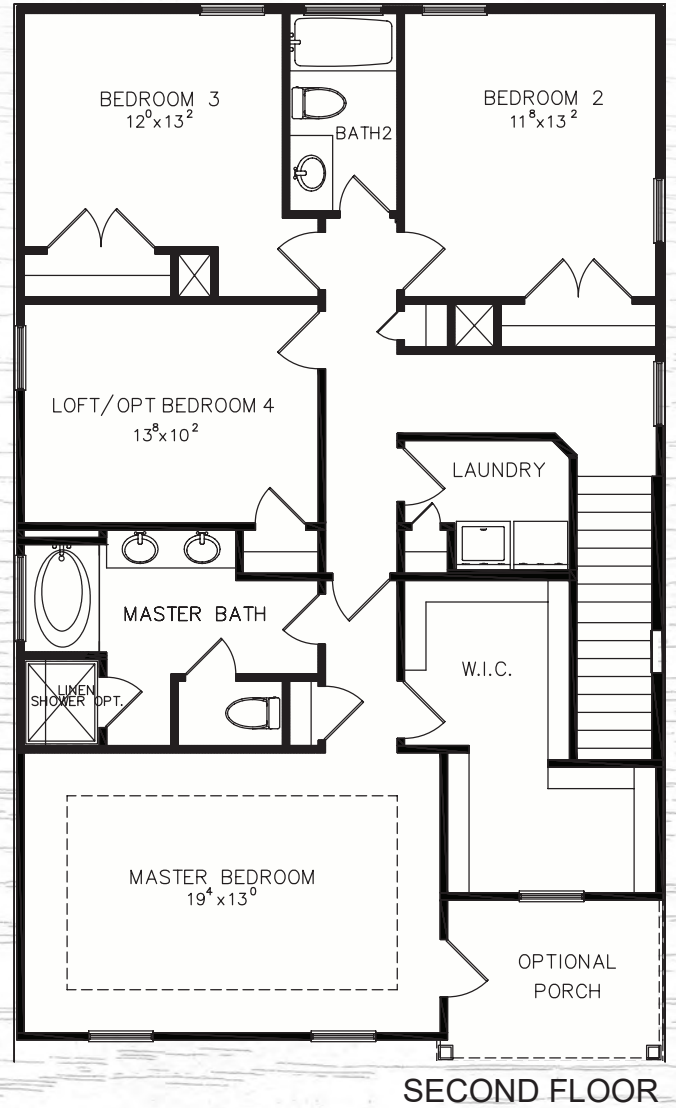 BEDROOM 3
12⁰x13²
BEDROOM 2
11⁸x13²
BATH2
LOFT/OPT BEDROOM 4
13⁸x10²
LAUNDRY
MASTER BATH
W.I.C.
LINEN
SHOWER OPT.
MASTER BEDROOM
19⁴x13⁰
OPTIONAL
PORCH
SECOND FLOOR